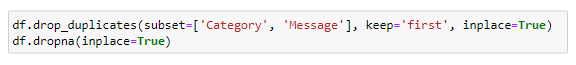 df.drop_duplicates(subset=['Category', 'Message'], keep='first', inplace=True)
df.dropna(inplace=True)